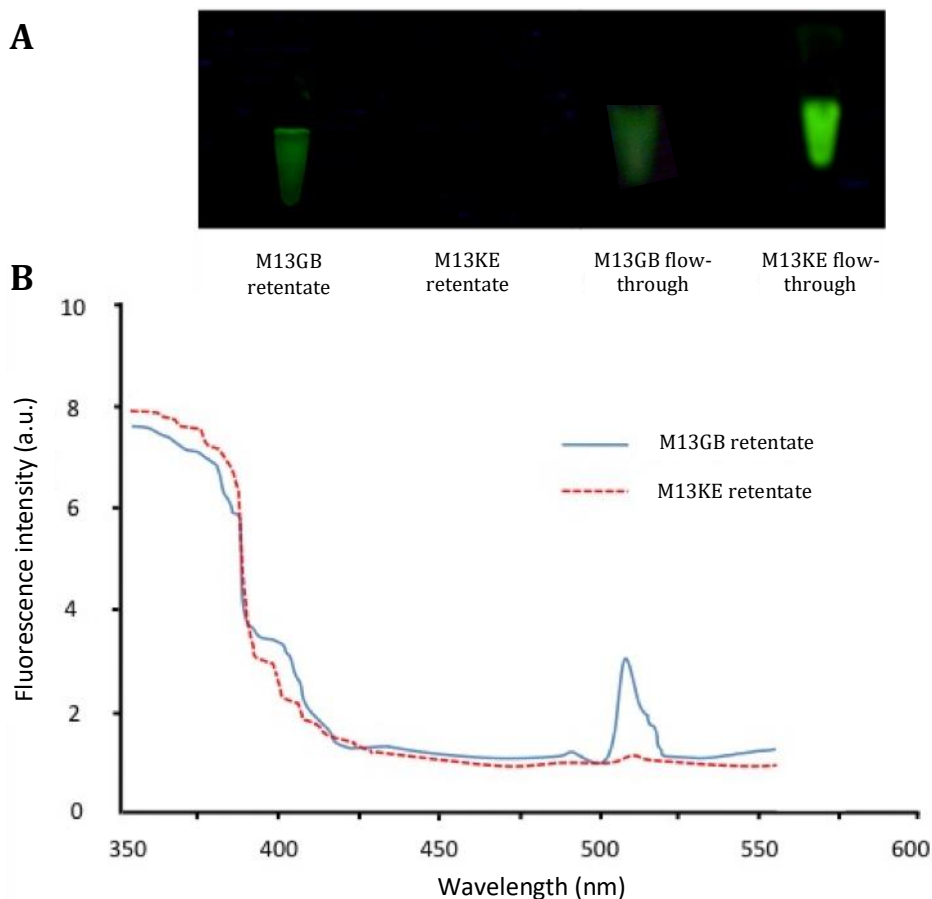 A
M13GB
retentate
M13KE
retentate
M13GB flow-
through
M13KE flow-
through
B
10
8
6
4
2
0
Fluorescence intensity (a.u.)
M13GB retentate
M13KE retentate
350
400
450
500
550
600
Wavelength (nm)